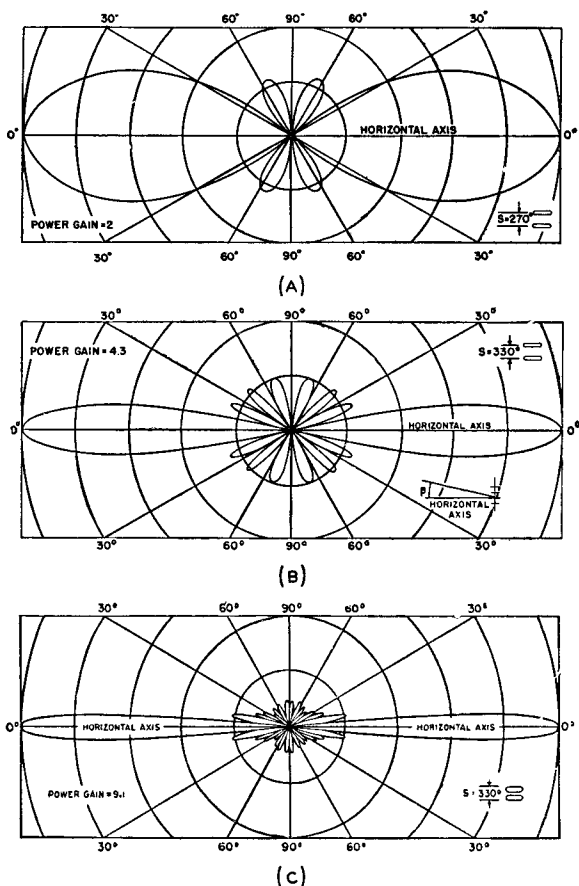 30° 60° 90° 60° 30°
0° HORIZONTAL AXIS 0°
POWER GAIN = 2 S=270°
30° 60° 90° 60° 30°
(A)
30° 60° 90° 60° 30°
POWER GAIN = 4.3 S=330°
0° HORIZONTAL AXIS 0°
β
HORIZONTAL
AXIS
30° 60° 90° 60° 30°
(B)
30° 60° 90° 60° 30°
0° HORIZONTAL AXIS HORIZONTAL AXIS 0°
POWER GAIN = 9.1 S = 330°
30° 60° 90° 60° 30°
(C)